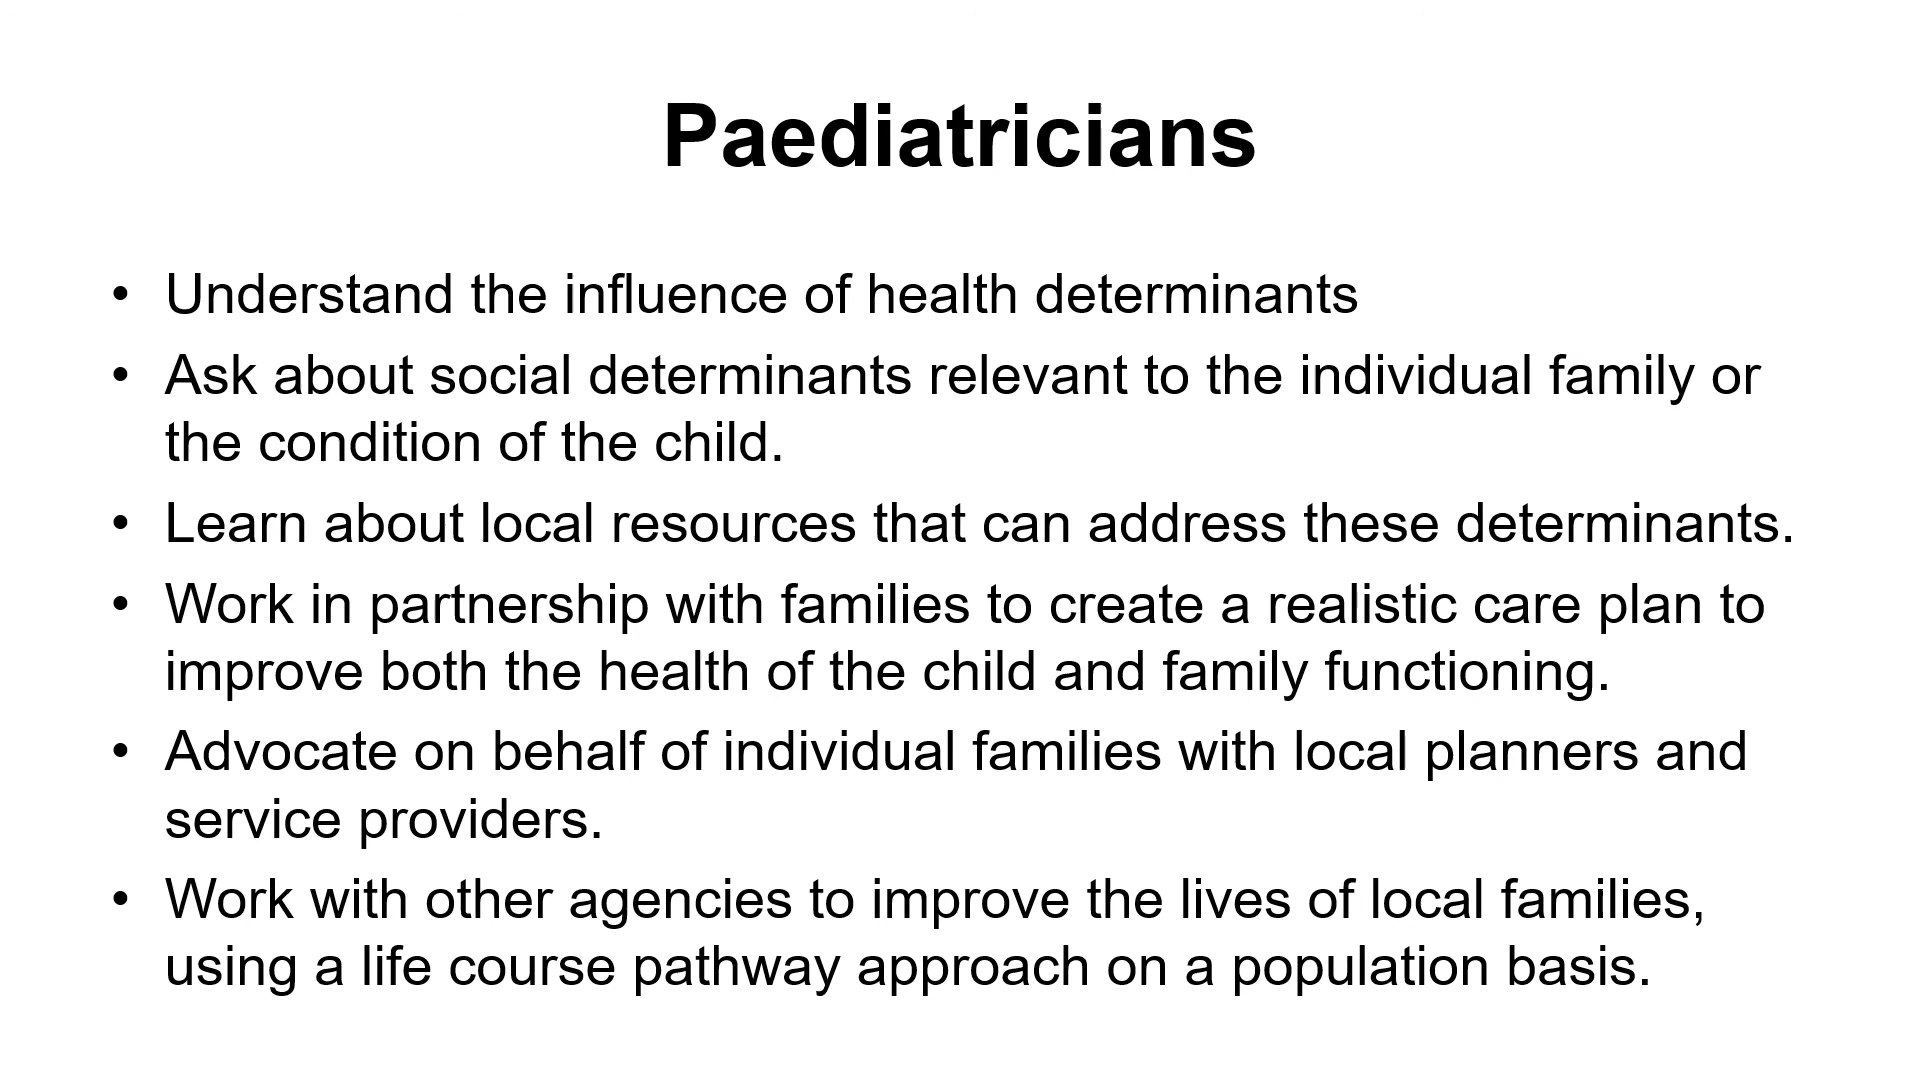 Paediatricians
• Understand the influence of health determinants
• Ask about social determinants relevant to the individual family or
the condition of the child.
• Learn about local resources that can address these determinants.
• Work in partnership with families to create a realistic care plan to
improve both the health of the child and family functioning.
• Advocate on behalf of individual families with local planners and
service providers.
• Work with other agencies to improve the lives of local families,
using a life course pathway approach on a population basis.